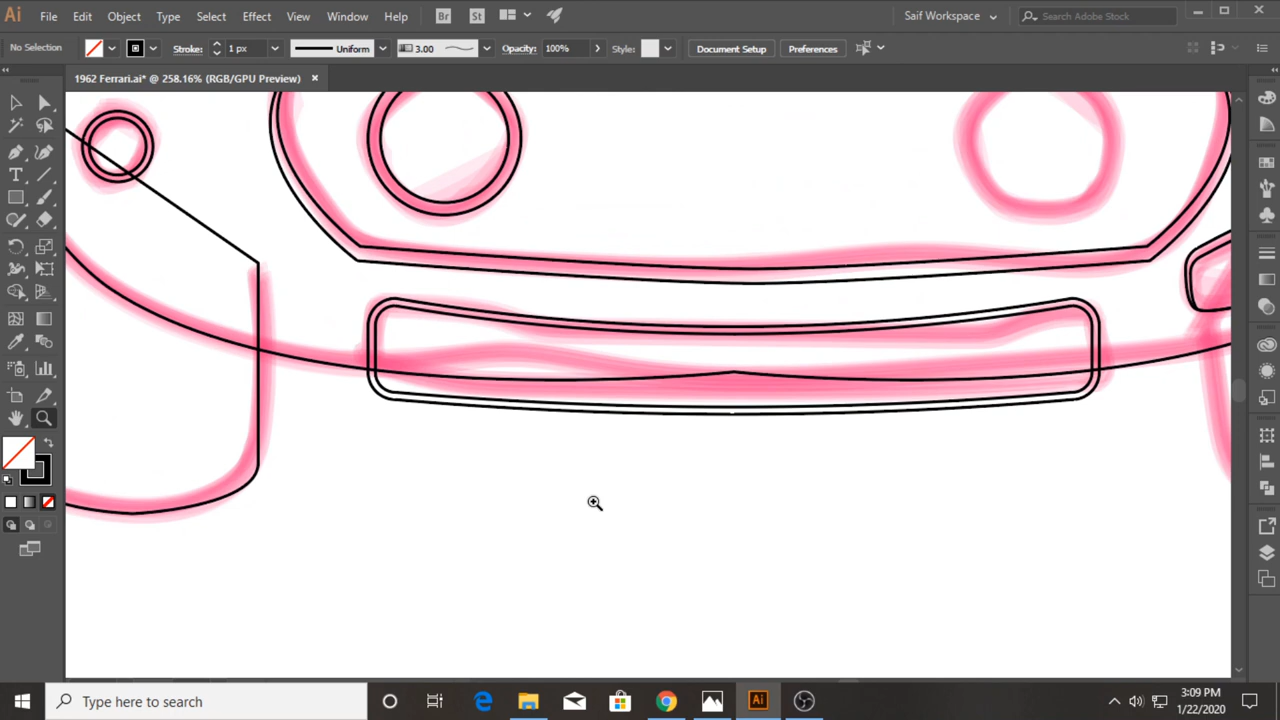 Ai File Edit Object Type Select Effect View Window Help Br St Saif Workspace Search Adobe Stock
No Selection Stroke: 1 px Uniform 3.00 Opacity: 100% Style: Document Setup Preferences
1962 Ferrari.ai* @ 258.16% (RGB/GPU Preview)
Type here to search Ai 3:09 PM
1/22/2020